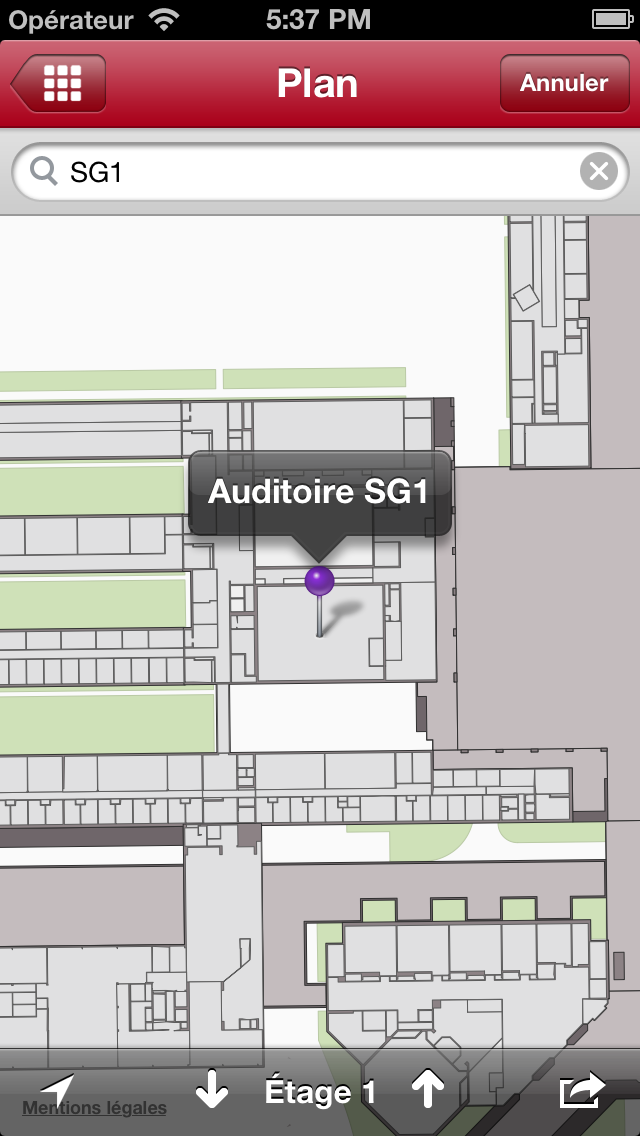 Opérateur 5:37 PM
Plan
Annuler
SG1
Auditoire SG1
Étage 1
Mentions légales